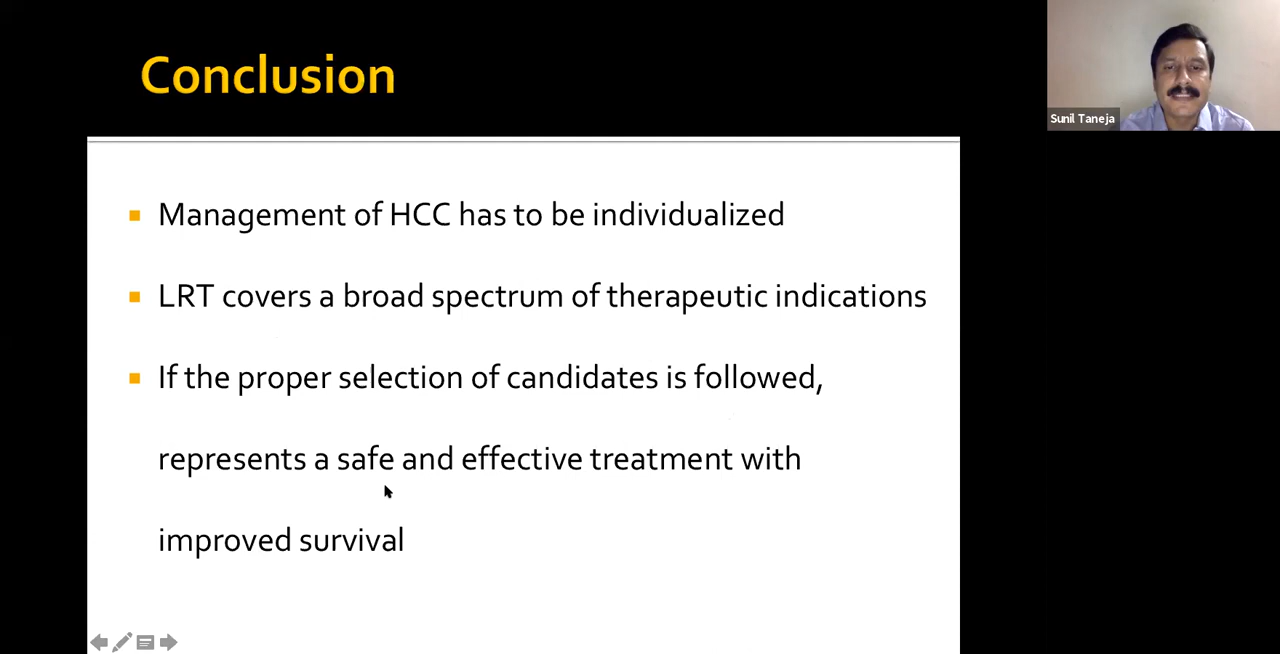 Conclusion
Sunil Taneja
Management of HCC has to be individualized
LRT covers a broad spectrum of therapeutic indications
If the proper selection of candidates is followed,
represents a safe and effective treatment with
improved survival